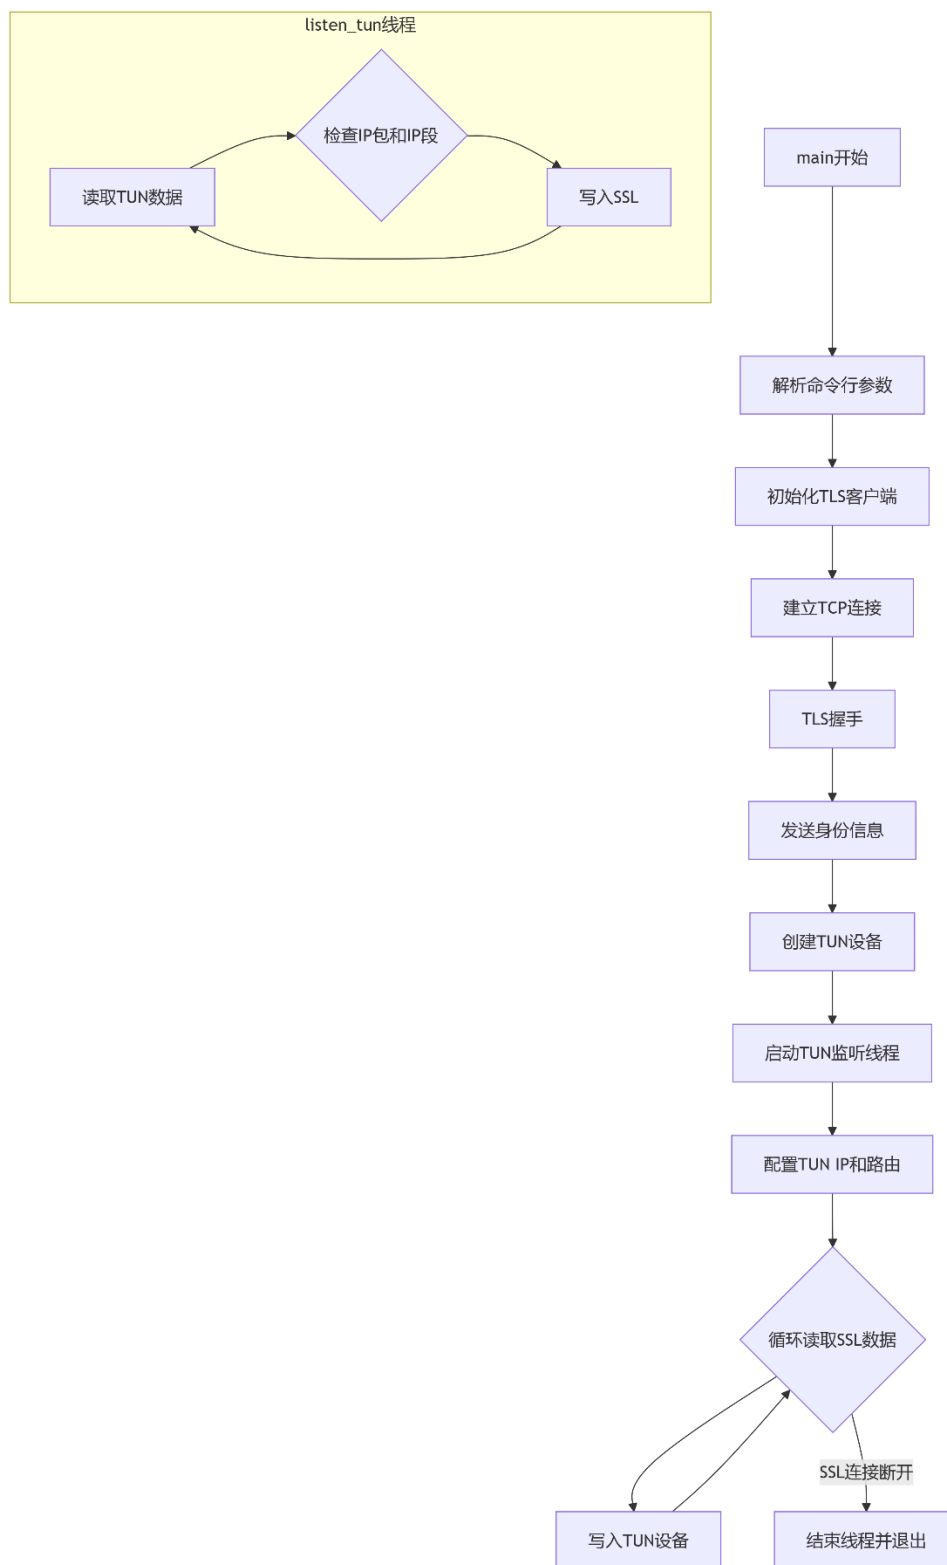 listen_tun线程
检查IP包和IP段
读取TUN数据
写入SSL
main开始
解析命令行参数
初始化TLS客户端
建立TCP连接
TLS握手
发送身份信息
创建TUN设备
启动TUN监听线程
配置TUN IP和路由
循环读取SSL数据
SSL连接断开
写入TUN设备
结束线程并退出